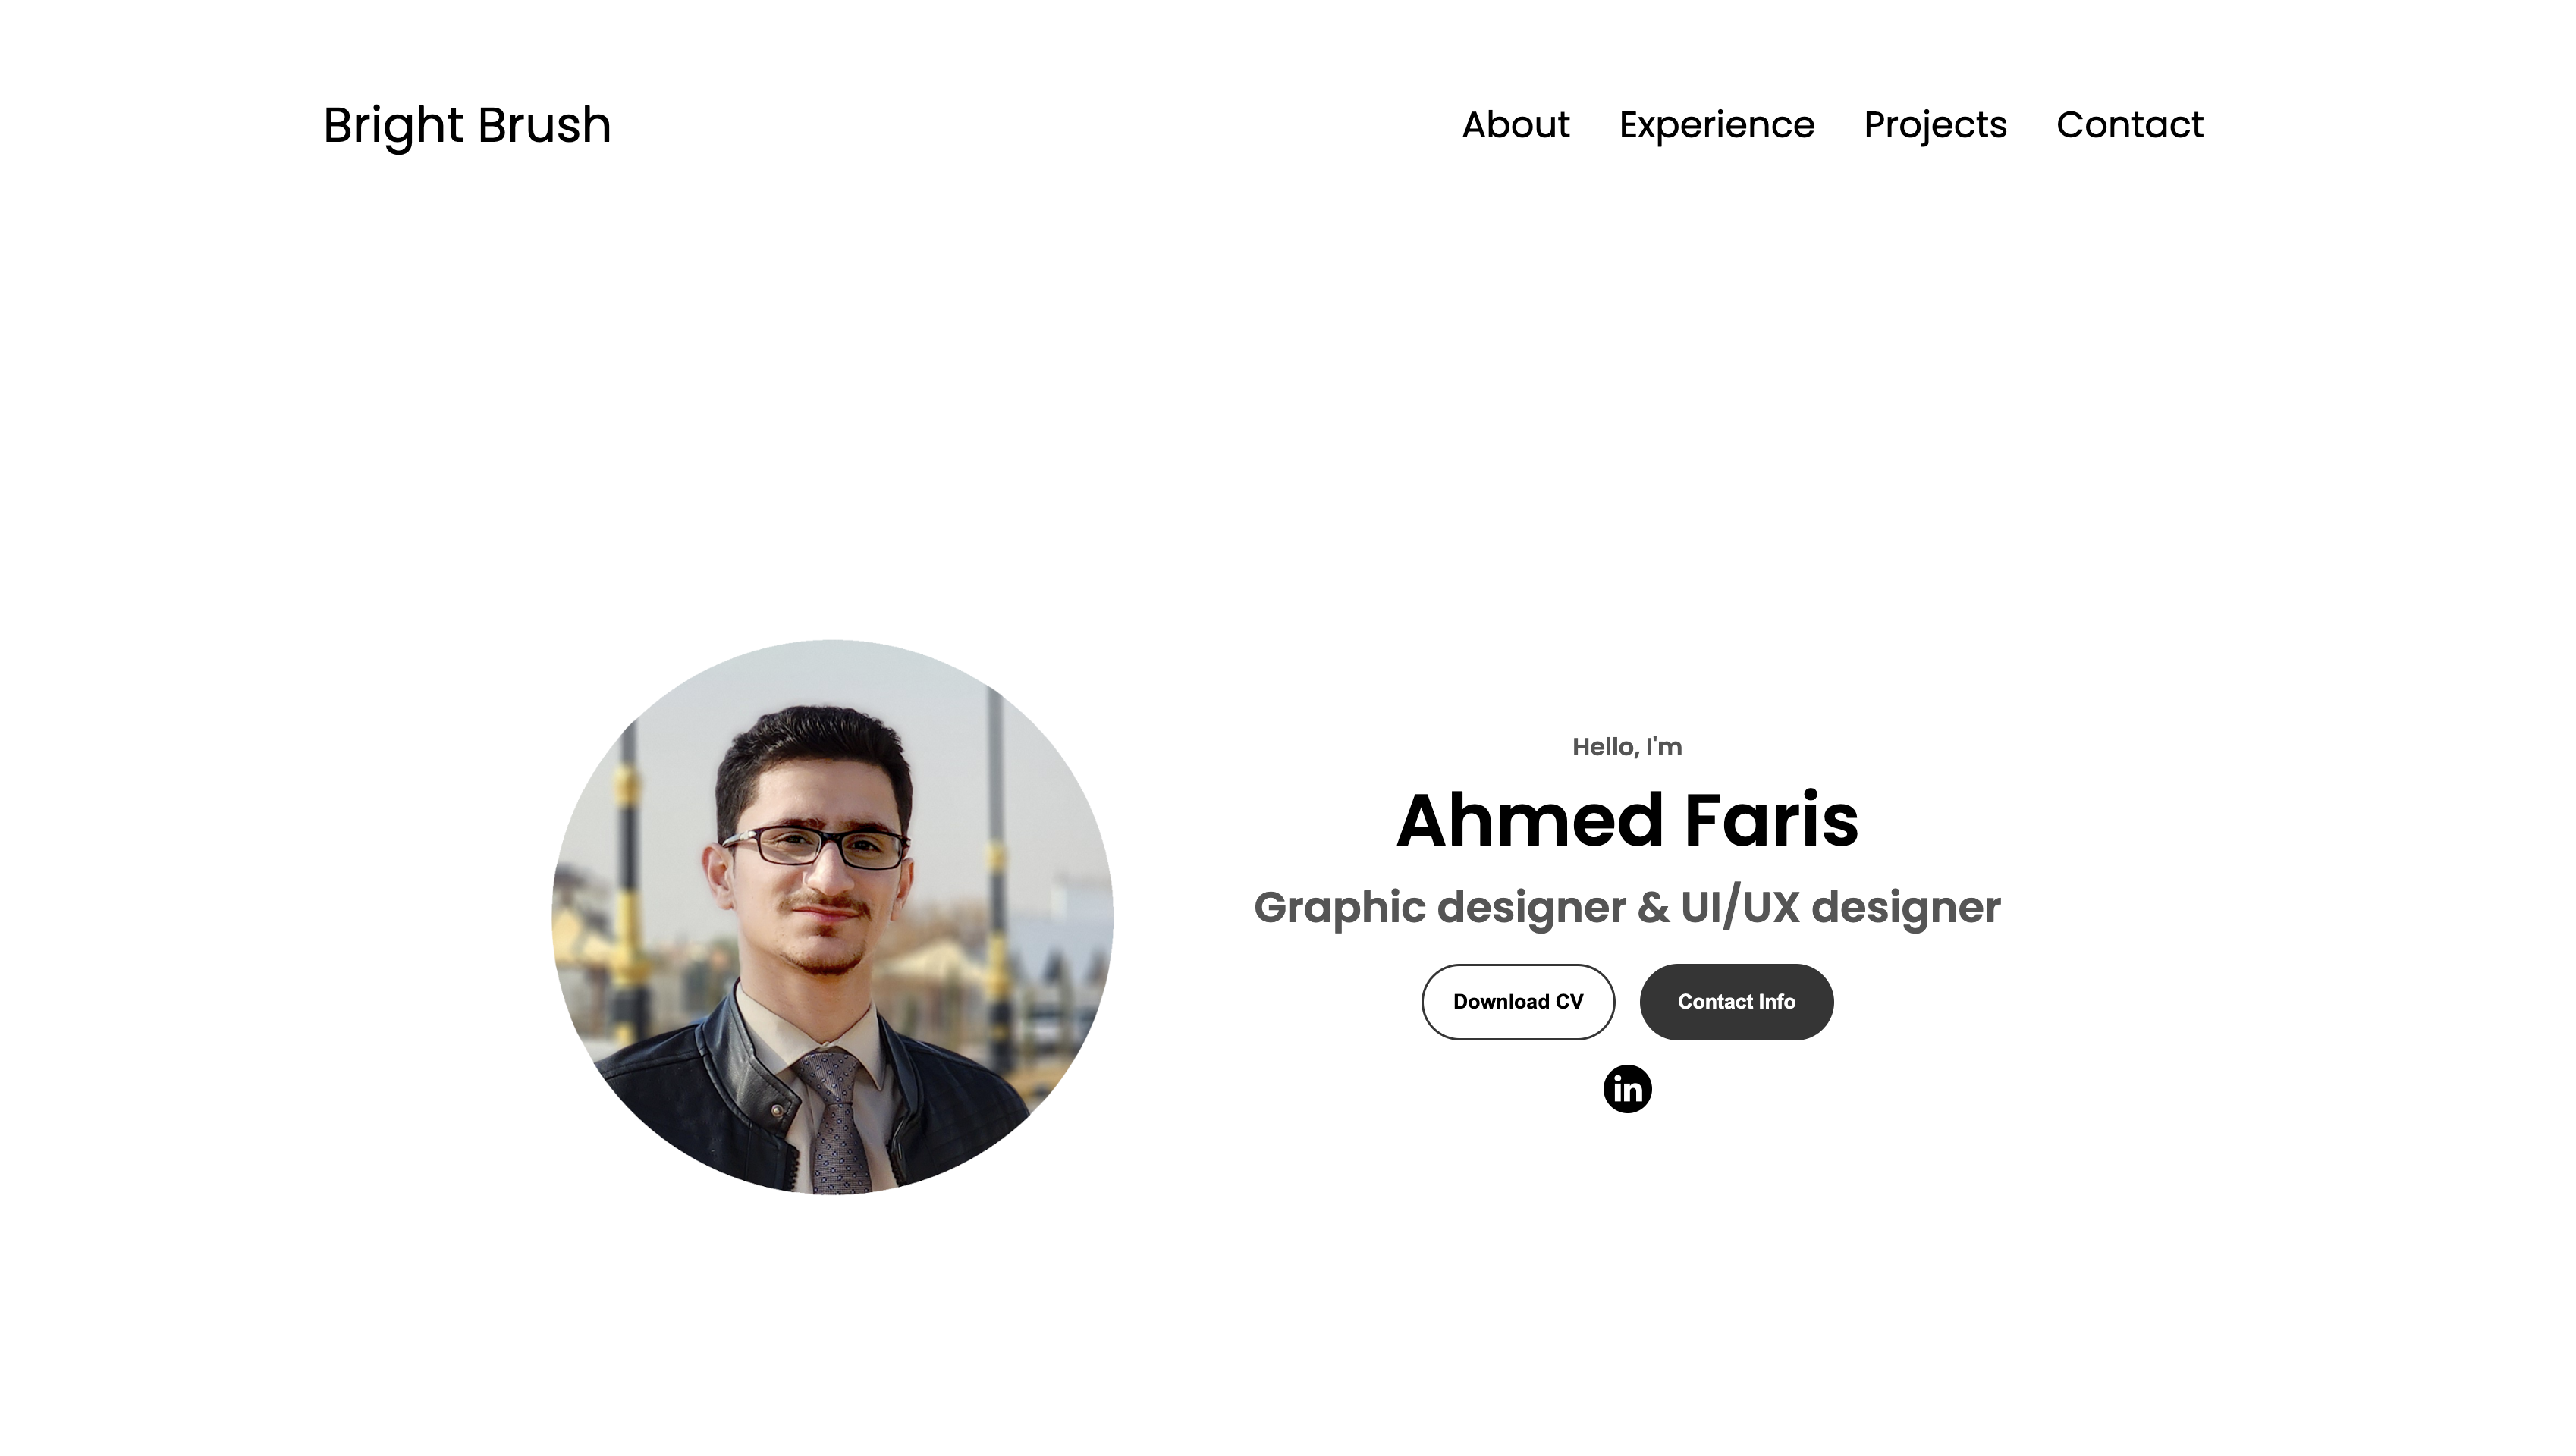 Bright Brush
About Experience Projects Contact
Hello, I'm
Ahmed Faris
Graphic designer & UI/UX designer
Download CV Contact Info
in